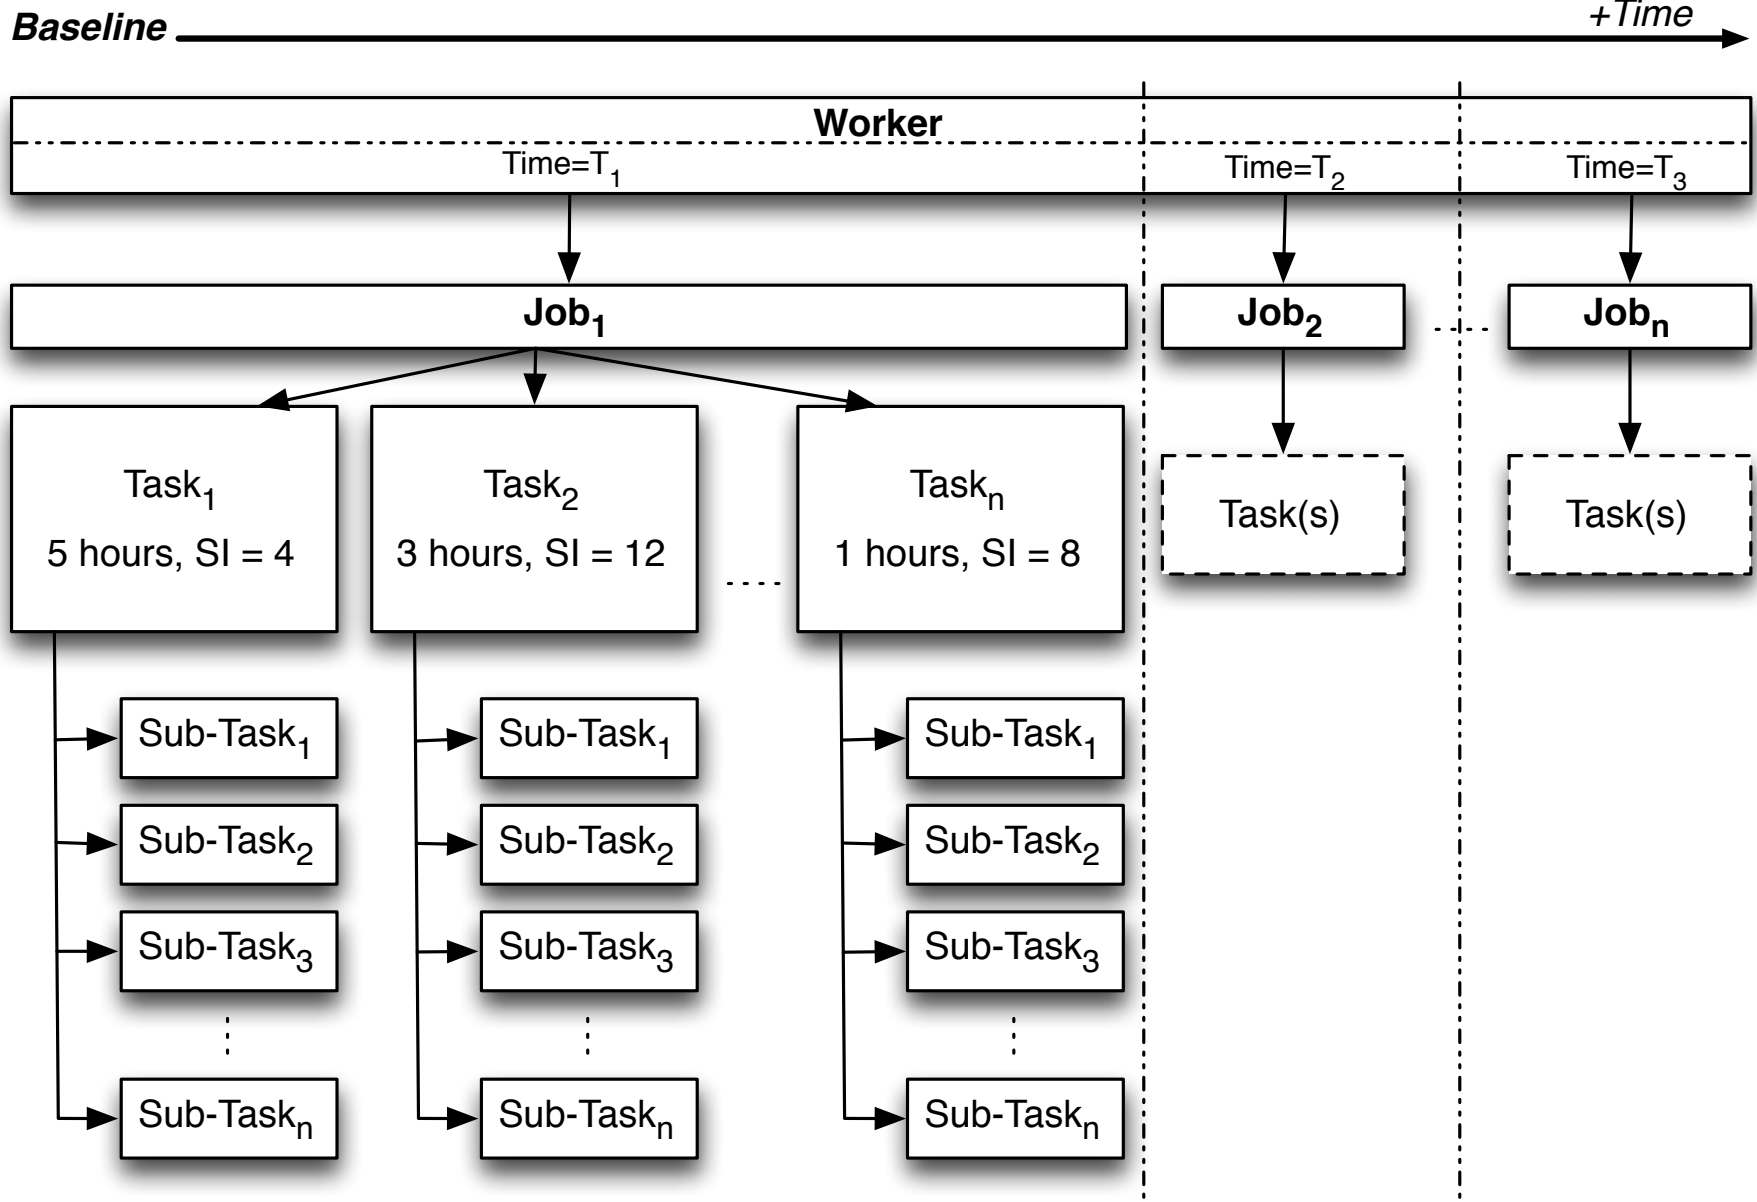 Baseline +Time
Worker
Time=T1 Time=T2 Time=T3
Job1 Job2 Jobn
Task1 Task2 Taskn
5 hours, SI = 4 3 hours, SI = 12 1 hours, SI = 8
Task(s) Task(s)
Sub-Task1 Sub-Task1 Sub-Task1
Sub-Task2 Sub-Task2 Sub-Task2
Sub-Task3 Sub-Task3 Sub-Task3
Sub-Taskn Sub-Taskn Sub-Taskn